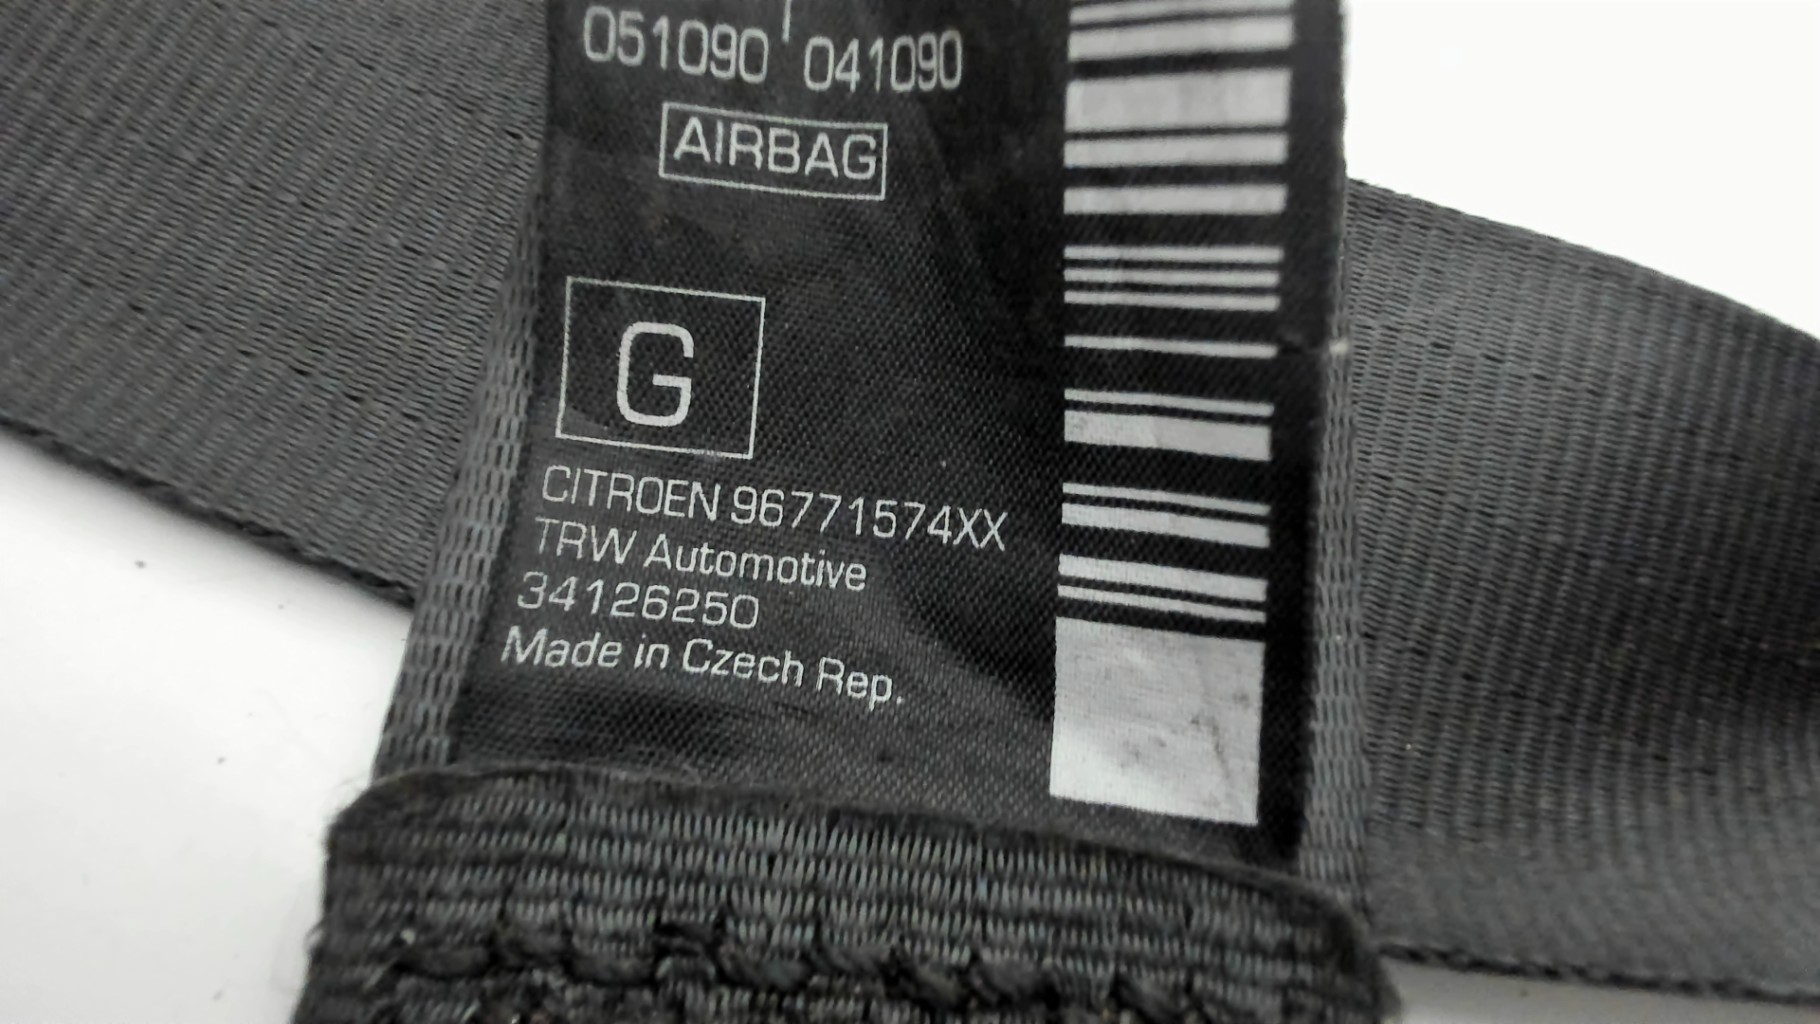 051090 041090
AIRBAG
G
CITROEN 96771574XX
TRW Automotive
34126250
Made in Czech Rep.